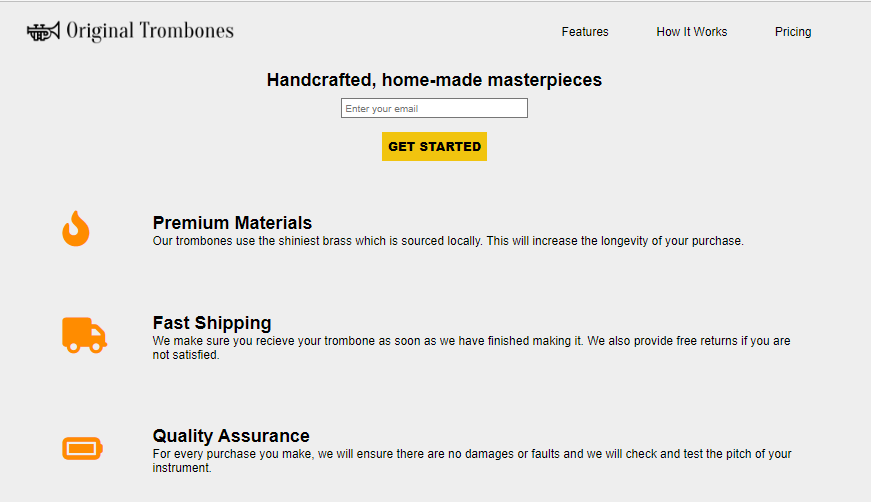 Original Trombones
Features
How It Works
Pricing
Handcrafted, home-made masterpieces
Enter your email
GET STARTED
Premium Materials
Our trombones use the shiniest brass which is sourced locally. This will increase the longevity of your purchase.
Fast Shipping
We make sure you recieve your trombone as soon as we have finished making it. We also provide free returns if you are
not satisfied.
Quality Assurance
For every purchase you make, we will ensure there are no damages or faults and we will check and test the pitch of your
instrument.